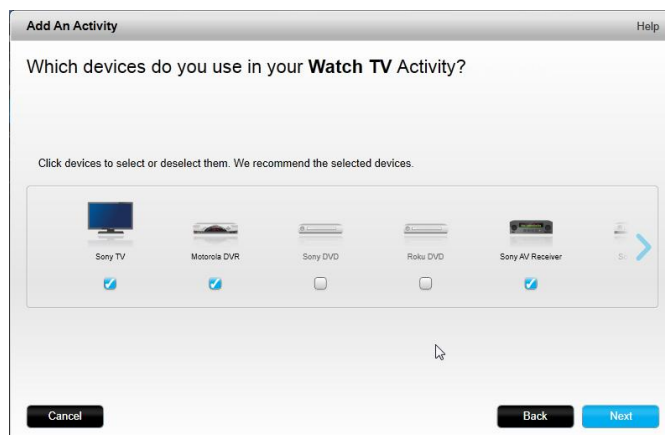 Add An Activity
Help
Which devices do you use in your Watch TV Activity?
Click devices to select or deselect them. We recommend the selected devices.
Sony TV
Motorola DVR
Sony DVD
Roku DVD
Sony AV Receiver
Cancel
Back
Next